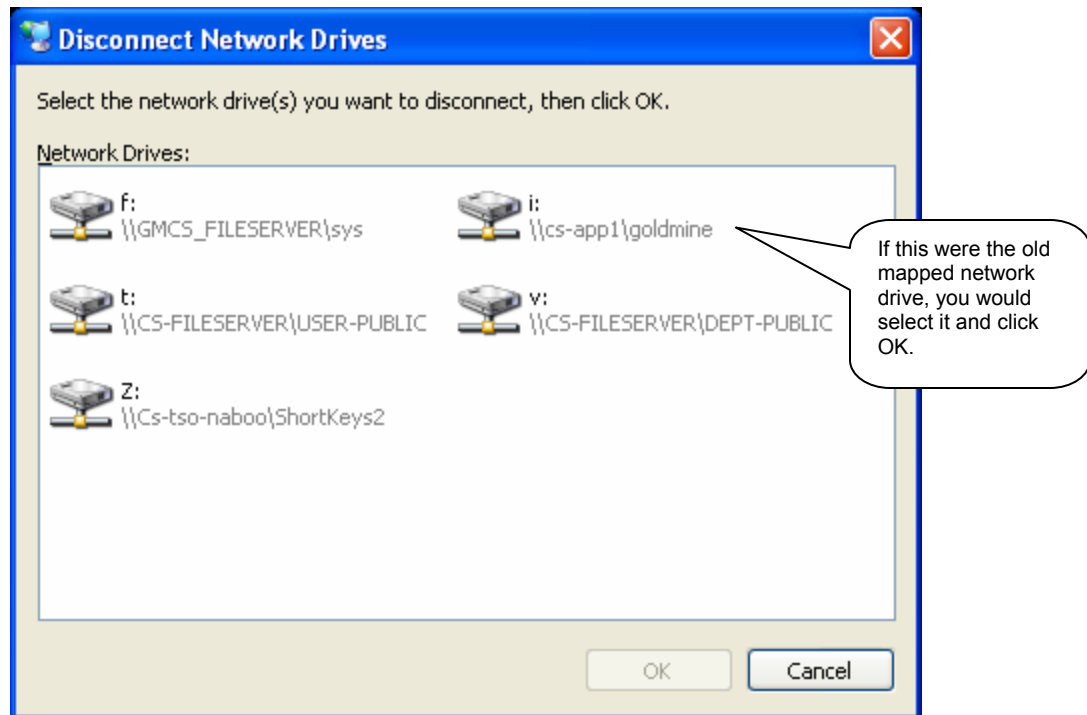 Disconnect Network Drives
Select the network drive(s) you want to disconnect, then click OK.
Network Drives:
f:
\\GMCS_FILESERVER\sys
i:
\\cs-app1\goldmine
t:
\\CS-FILESERVER\USER-PUBLIC
v:
\\CS-FILESERVER\DEPT-PUBLIC
Z:
\\Cs-tso-naboo\ShortKeys2
If this were the old
mapped network
drive, you would
select it and click
OK.
OK
Cancel